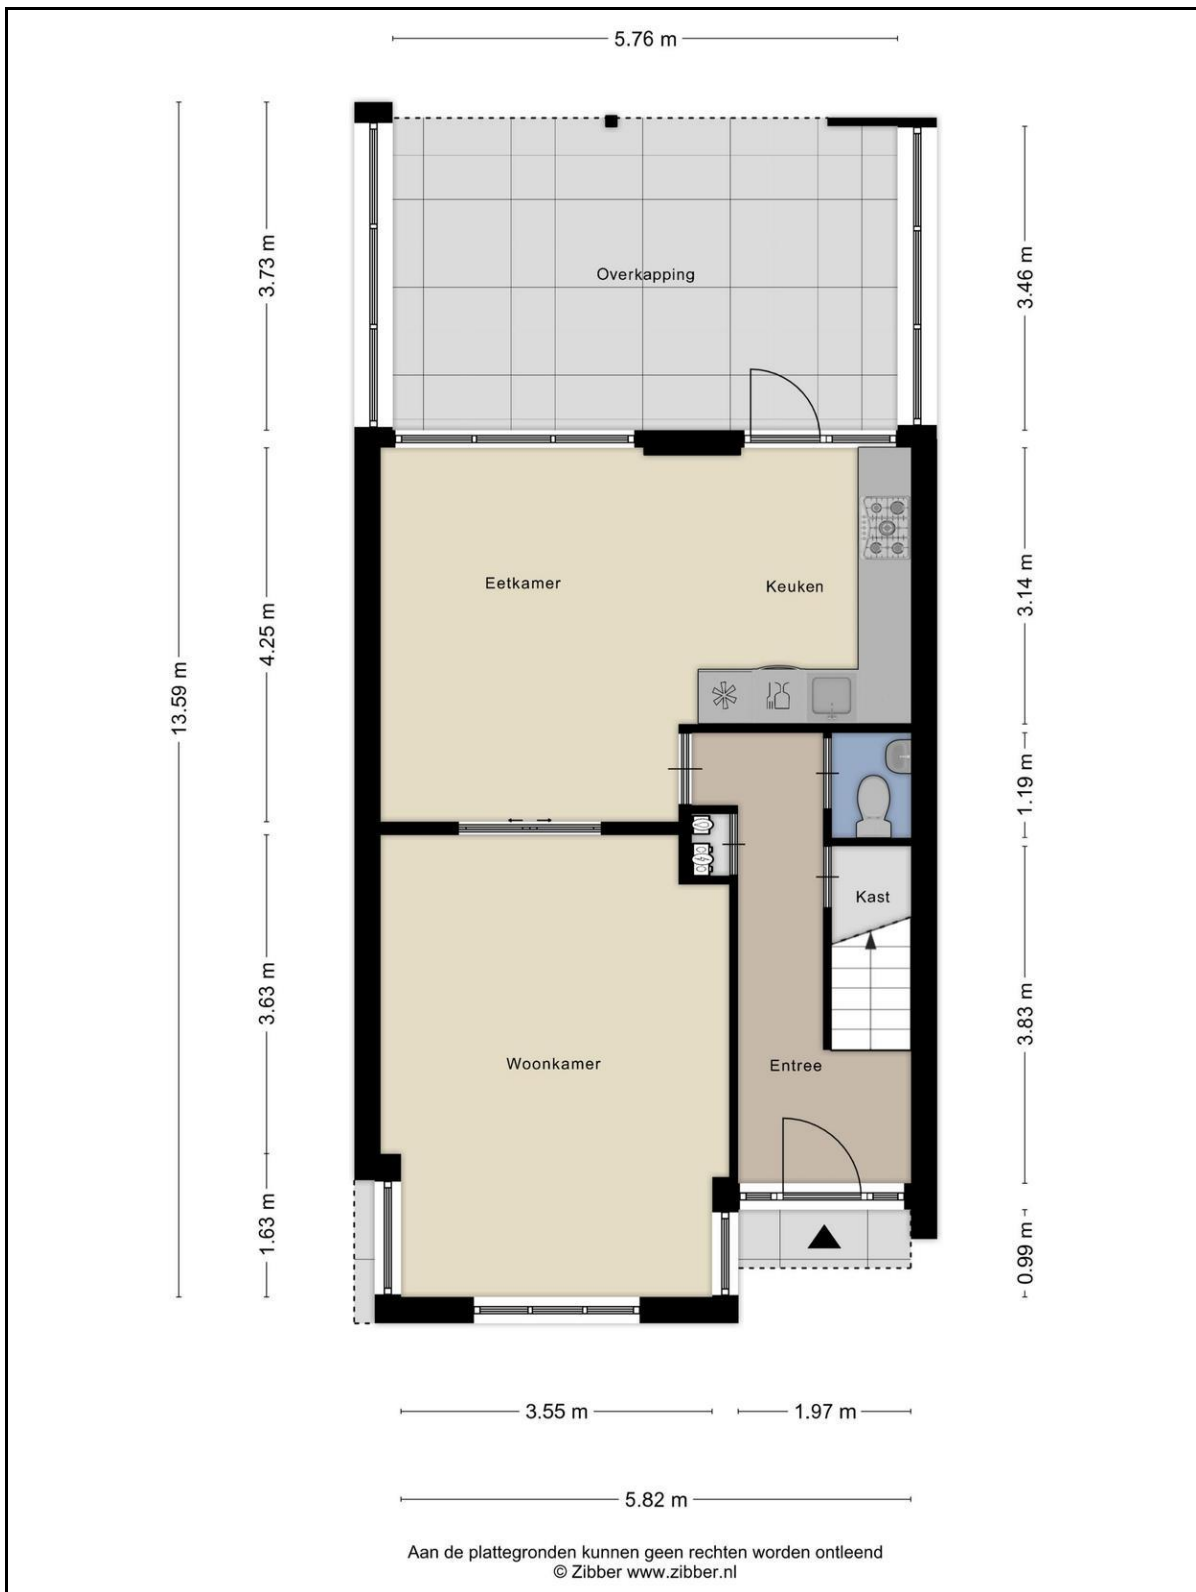 5.76 m
3.73 m
3.46 m
Overkapping
13.59 m
4.25 m
3.14 m
Eetkamer
Keuken
1.19 m
Kast
3.63 m
3.83 m
Woonkamer
Entree
1.63 m
0.99 m
3.55 m
1.97 m
5.82 m
Aan de plattegronden kunnen geen rechten worden ontleend
© Zibber www.zibber.nl